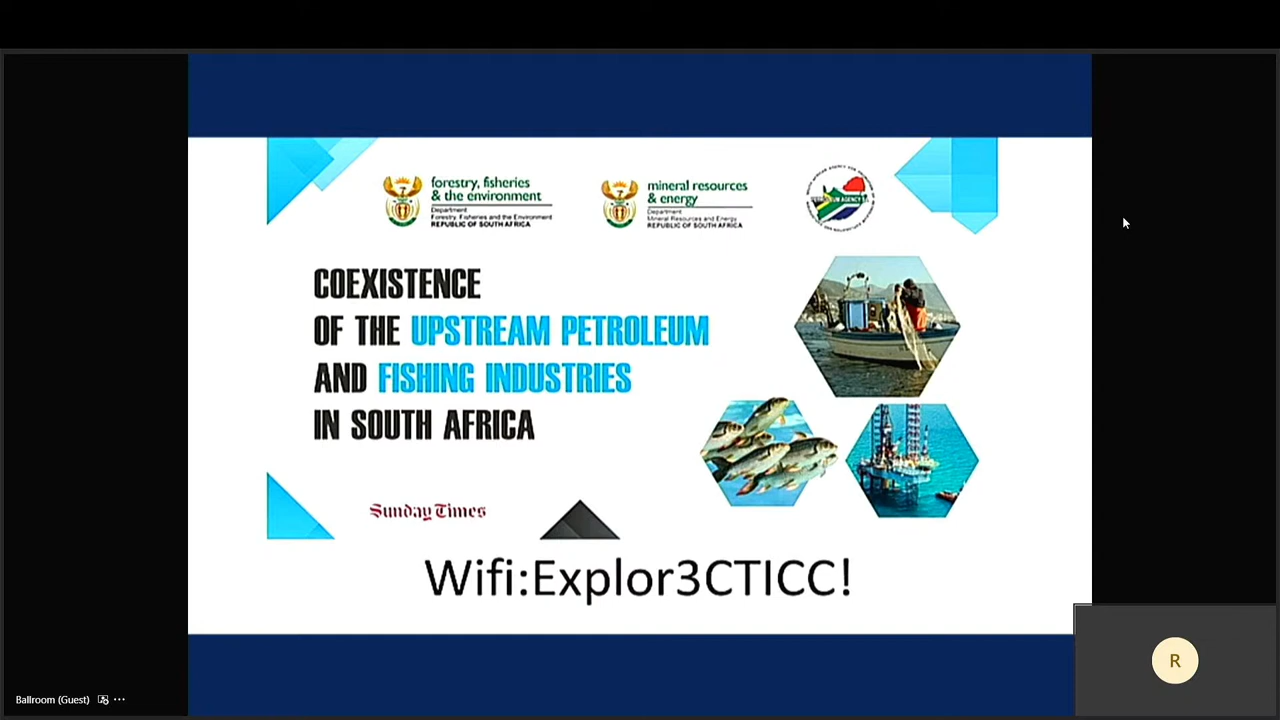 forestry, fisheries
& the environment
Department
Forestry, Fisheries and the Environment
REPUBLIC OF SOUTH AFRICA
mineral resources
& energy
Department
Mineral Resources and Energy
REPUBLIC OF SOUTH AFRICA
COEXISTENCE
OF THE UPSTREAM PETROLEUM
AND FISHING INDUSTRIES
IN SOUTH AFRICA
Sunday Times
Wifi:Explor3CTICC!
R
Ballroom (Guest)